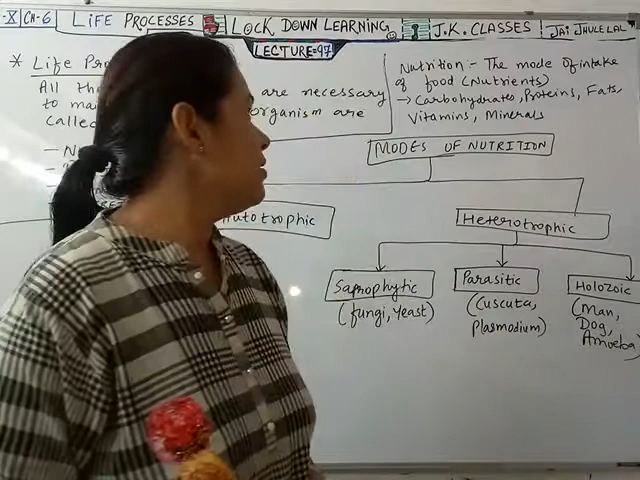 -X CH-6 LIFE PROCESSES LOCK DOWN LEARNING J.K. CLASSES JAI JHULELAL
LECTURE-97
* Life Pro
All th are necessary
to ma organism are
Called
Nutrition :- The mode of intake
of food (Nutrients)
→ Carbohydrates, Proteins, Fats,
Vitamins, Minerals
MODES OF NUTRITION
Autotrophic
Heterotrophic
Saprophytic Parasitic Holozoic
(fungi, Yeast) (Cuscuta, (Man,
Plasmodium) Dog,
Amoeba)